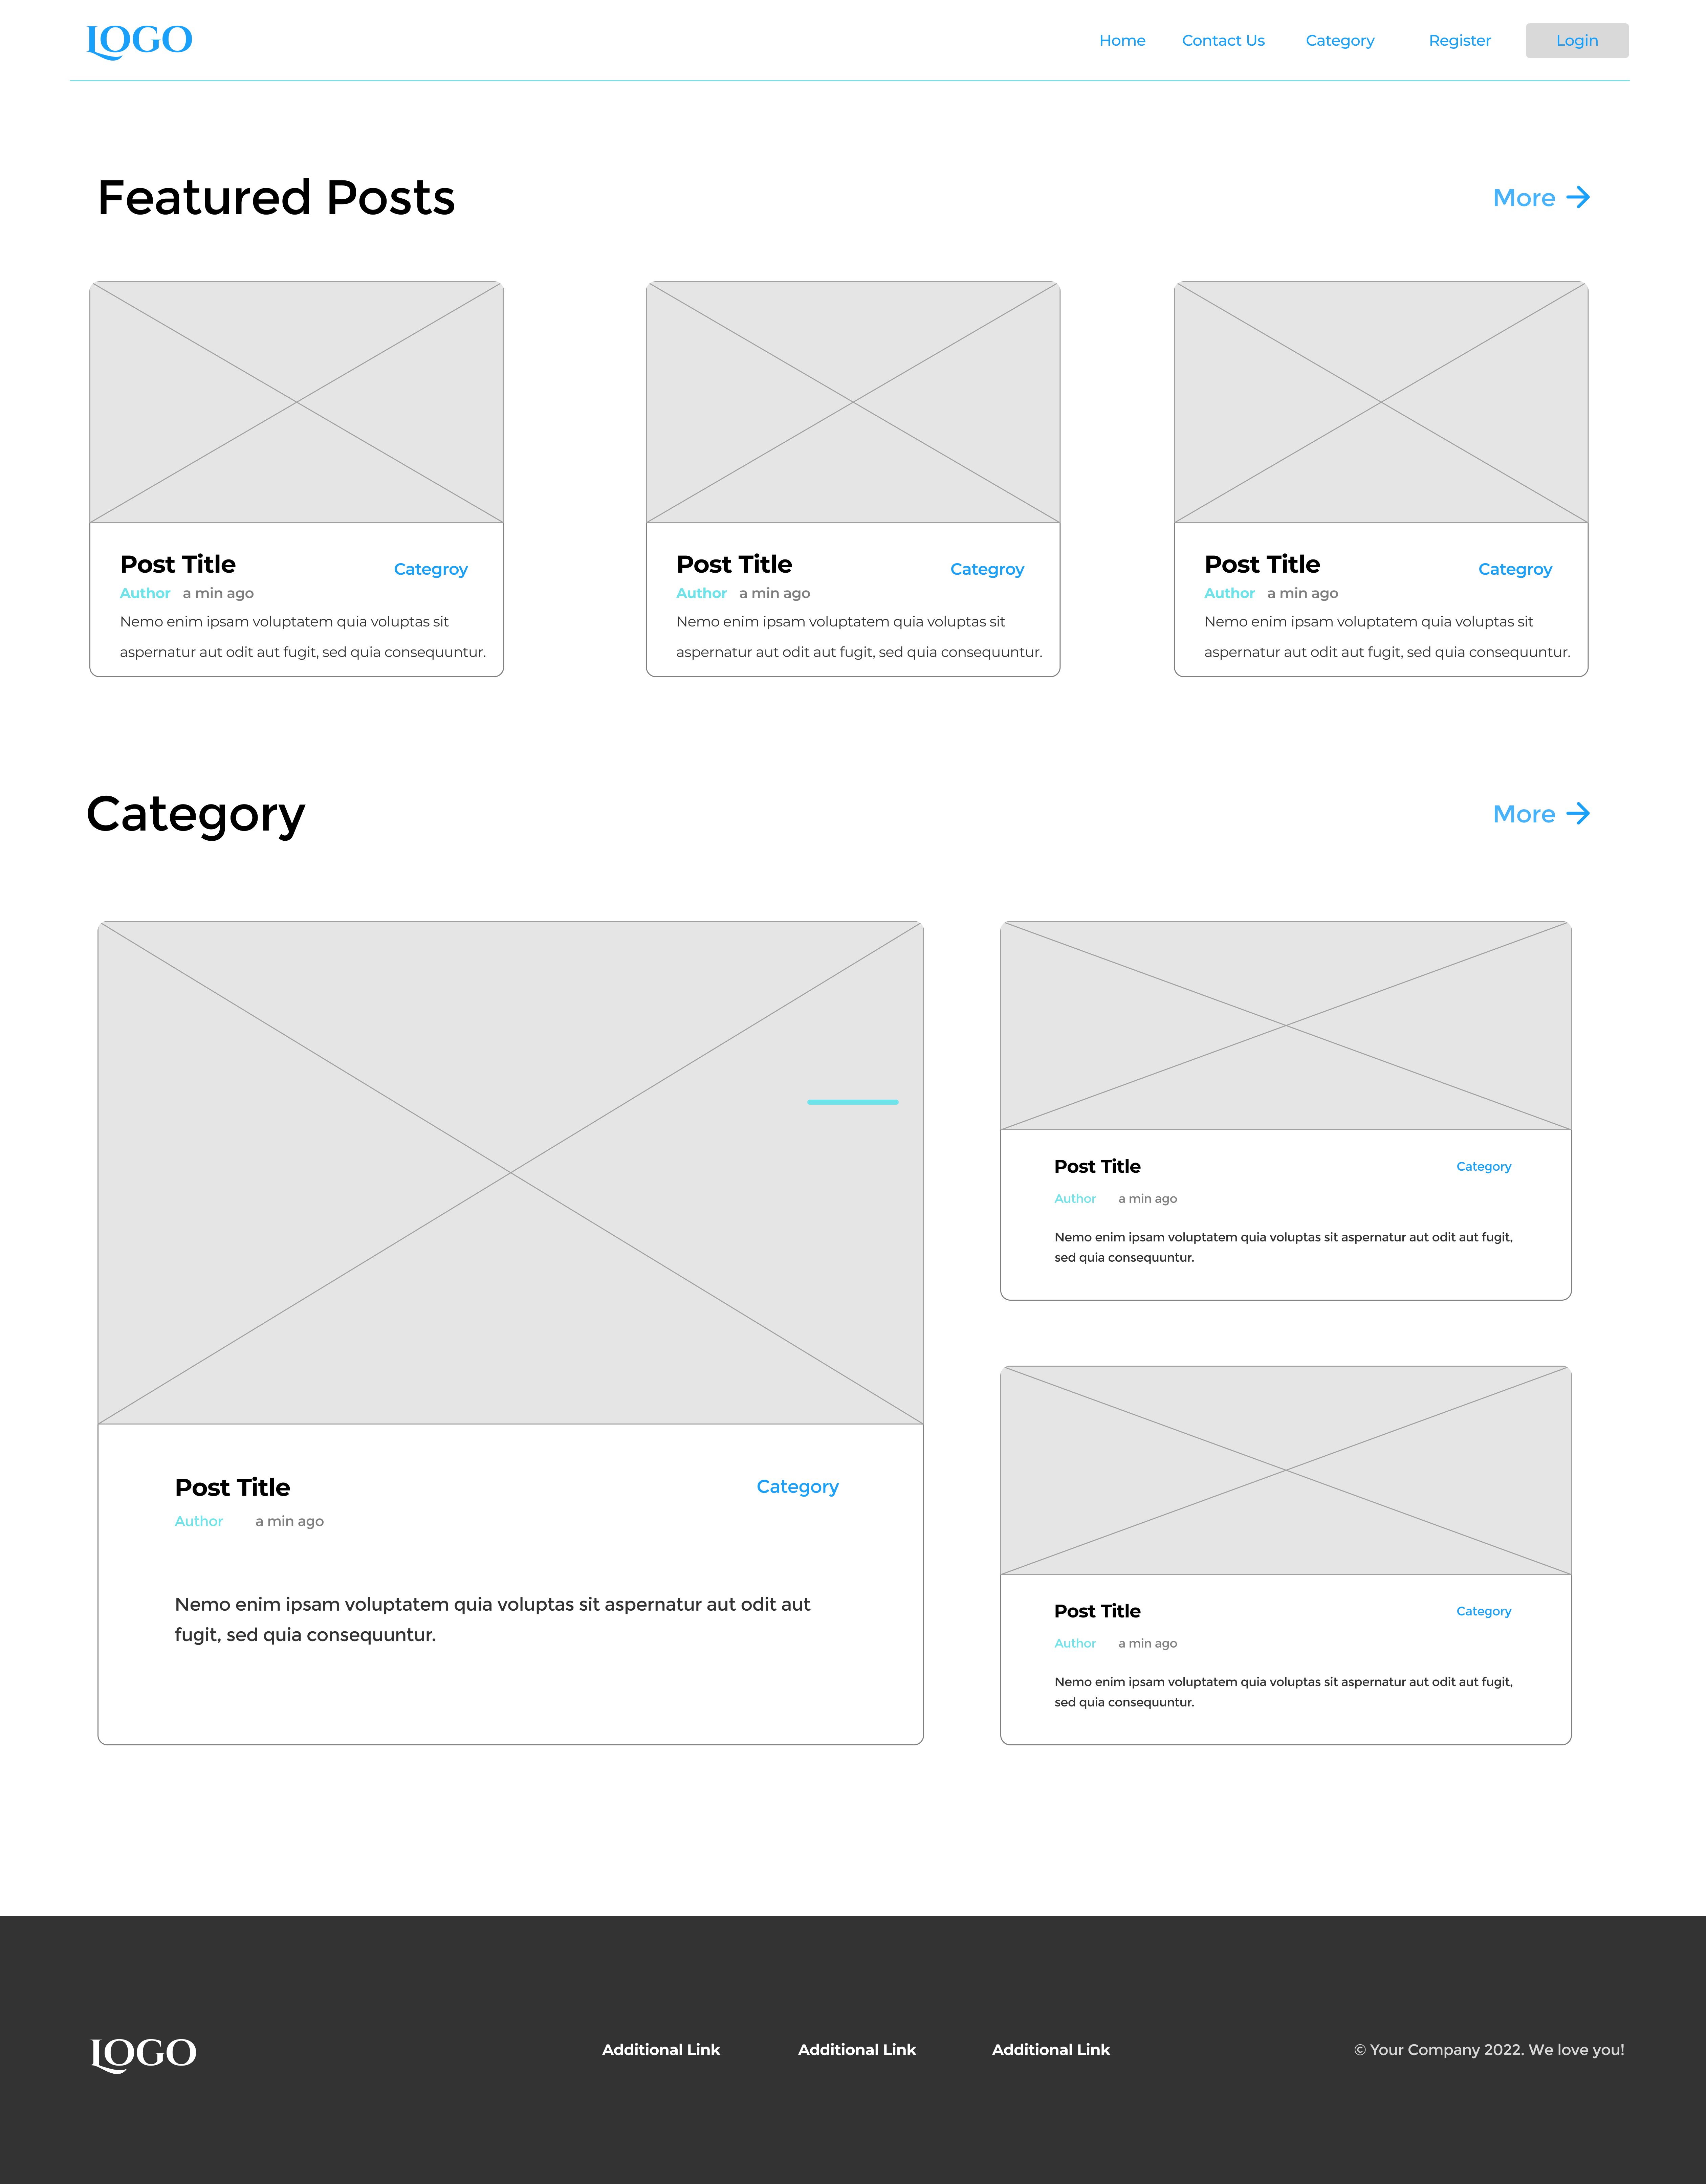 LOGO
Home Contact Us Category Register Login
Featured Posts
More
Post Title
Categroy
Author a min ago
Nemo enim ipsam voluptatem quia voluptas sit
aspernatur aut odit aut fugit, sed quia consequuntur.
Post Title
Categroy
Author a min ago
Nemo enim ipsam voluptatem quia voluptas sit
aspernatur aut odit aut fugit, sed quia consequuntur.
Post Title
Categroy
Author a min ago
Nemo enim ipsam voluptatem quia voluptas sit
aspernatur aut odit aut fugit, sed quia consequuntur.
Category
More
Post Title
Category
Author a min ago
Nemo enim ipsam voluptatem quia voluptas sit aspernatur aut odit aut
fugit, sed quia consequuntur.
Post Title
Category
Author a min ago
Nemo enim ipsam voluptatem quia voluptas sit aspernatur aut odit aut fugit,
sed quia consequuntur.
Post Title
Category
Author a min ago
Nemo enim ipsam voluptatem quia voluptas sit aspernatur aut odit aut fugit,
sed quia consequuntur.
LOGO
Additional Link Additional Link Additional Link
© Your Company 2022. We love you!